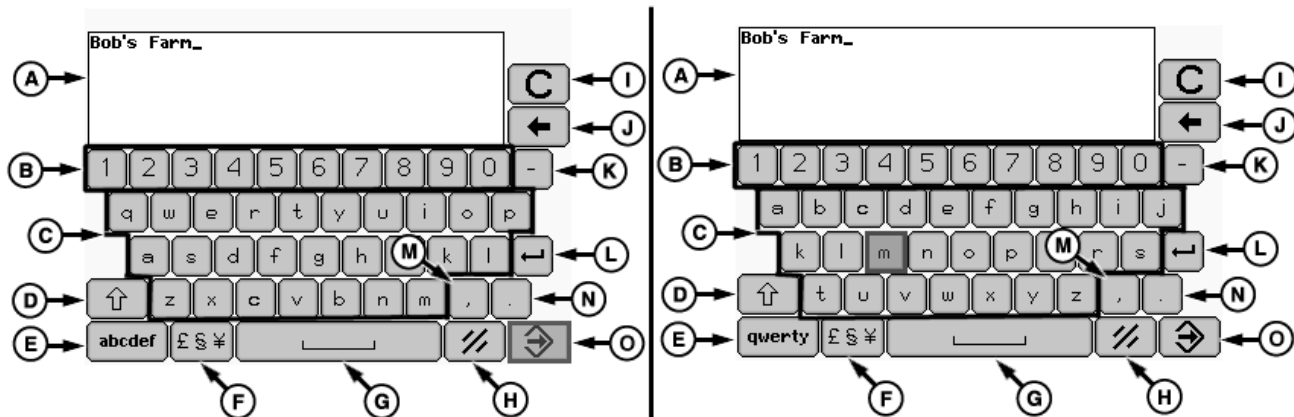 Bob's Farm_
A
C I
← J
B 1 2 3 4 5 6 7 8 9 0 - K
q w e r t y u i o p
C a s d f g h M k l L
D z x c v b n m , . N
E abcdef £§¥ O
F G H
Bob's Farm_
A
C I
← J
B 1 2 3 4 5 6 7 8 9 0 - K
a b c d e f g h i j
C k l m n o p M r s L
D t u v w x y z , . N
E qwerty £§¥ O
F G H